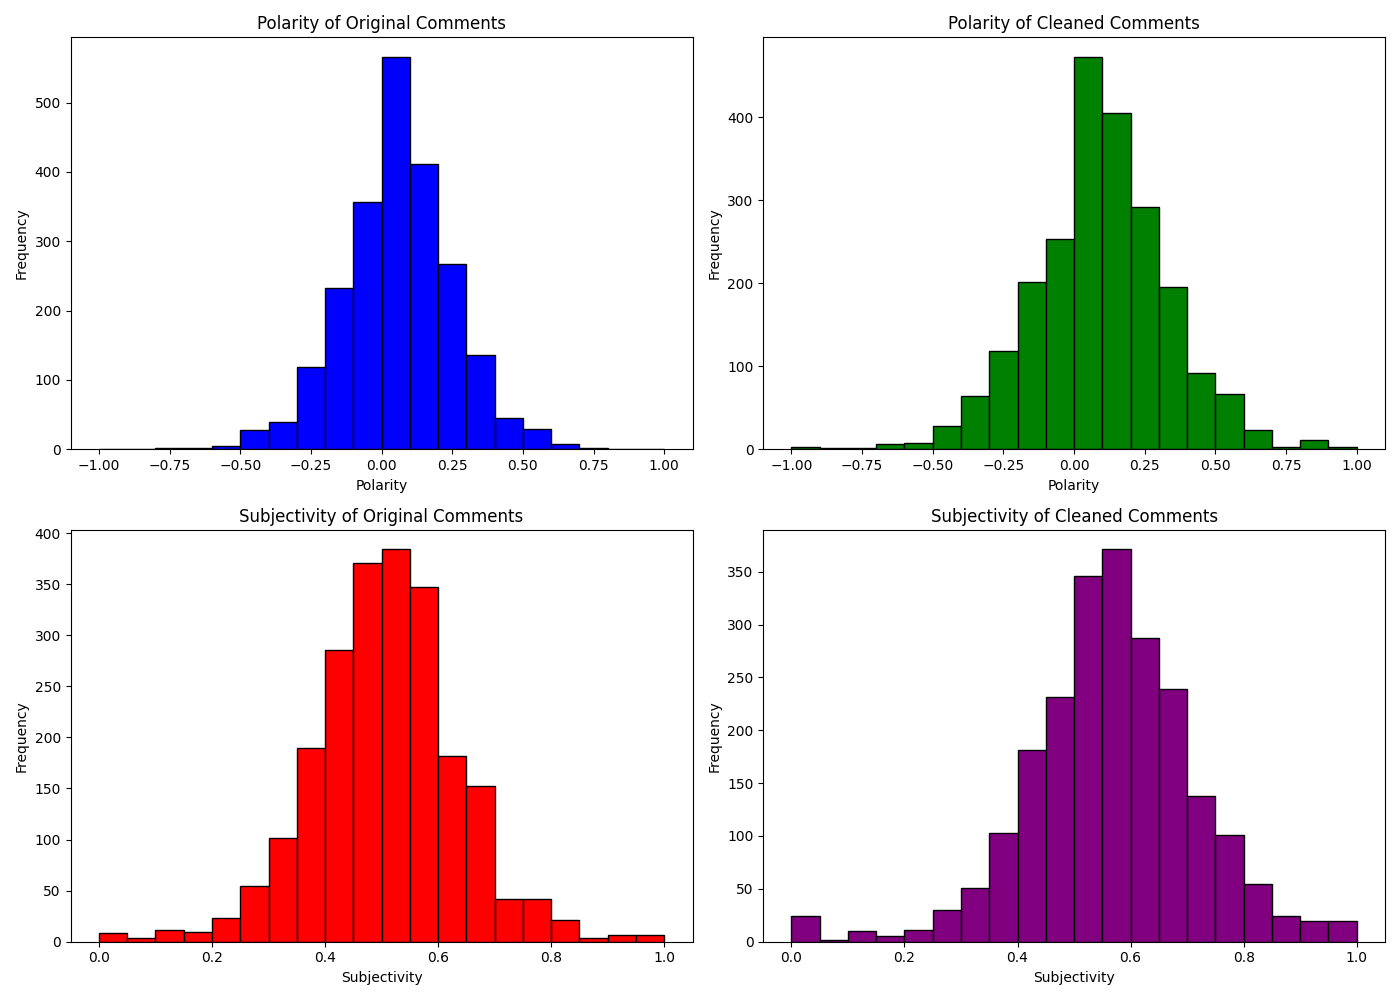 Polarity of Original Comments
Frequency
500
400
300
200
100
0
−1.00 −0.75 −0.50 −0.25 0.00 0.25 0.50 0.75 1.00
Polarity
Polarity of Cleaned Comments
Frequency
400
300
200
100
0
−1.00 −0.75 −0.50 −0.25 0.00 0.25 0.50 0.75 1.00
Polarity
Subjectivity of Original Comments
Frequency
400
350
300
250
200
150
100
50
0
0.0 0.2 0.4 0.6 0.8 1.0
Subjectivity
Subjectivity of Cleaned Comments
Frequency
350
300
250
200
150
100
50
0
0.0 0.2 0.4 0.6 0.8 1.0
Subjectivity